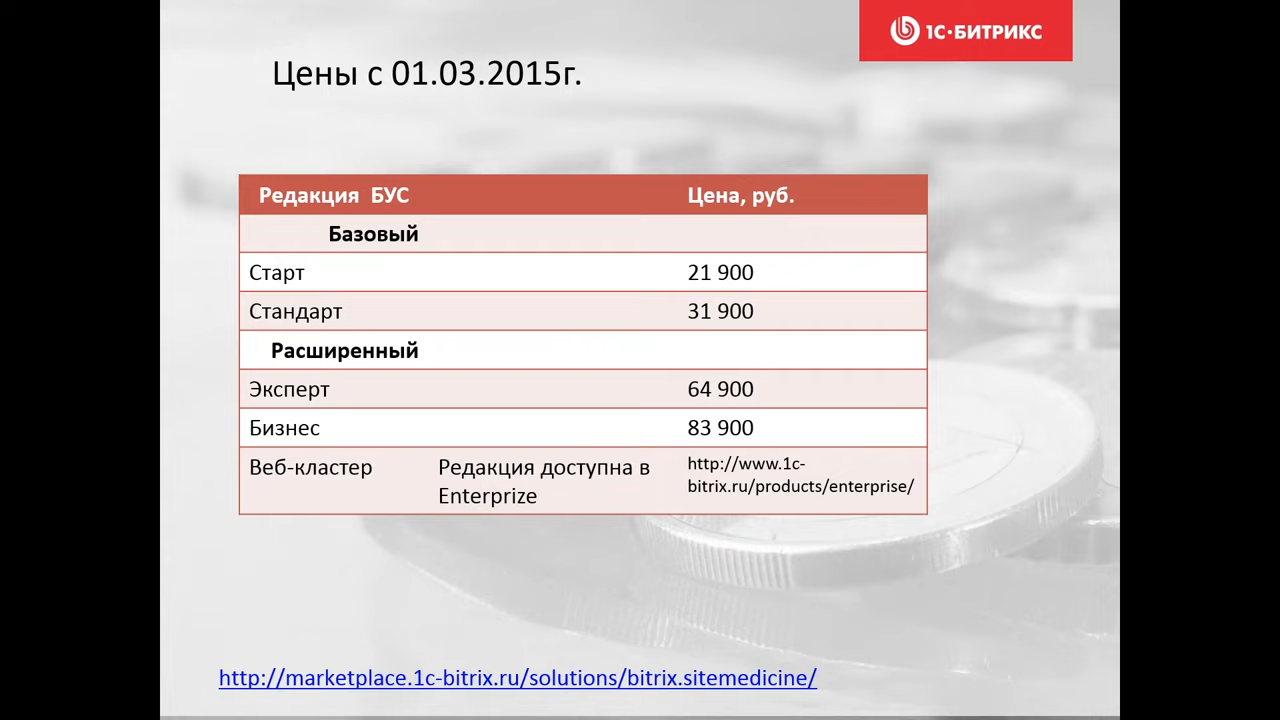 1С·БИТРИКС
Цены с 01.03.2015г.
Редакция БУС Цена, руб.
Базовый
Старт 21 900
Стандарт 31 900
Расширенный
Эксперт 64 900
Бизнес 83 900
Веб-кластер Редакция доступна в http://www.1c-
Enterprize bitrix.ru/products/enterprise/
http://marketplace.1c-bitrix.ru/solutions/bitrix.sitemedicine/